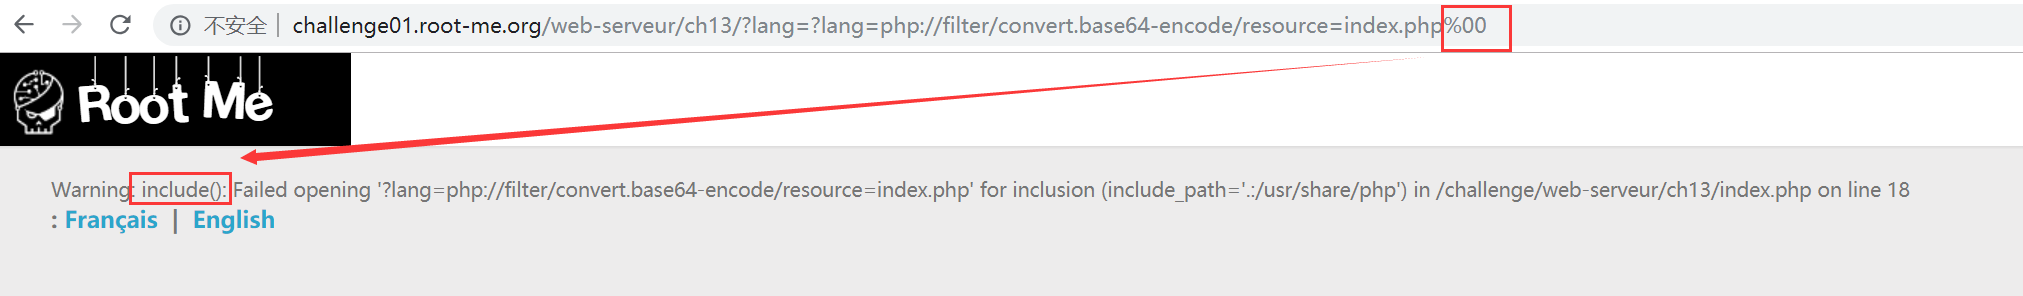 不安全 | challenge01.root-me.org/web-serveur/ch13/?lang=?lang=php://filter/convert.base64-encode/resource=index.php%00
Root Me
Warning: include(): Failed opening '?lang=php://filter/convert.base64-encode/resource=index.php' for inclusion (include_path='.:/usr/share/php') in /challenge/web-serveur/ch13/index.php on line 18
: Français | English